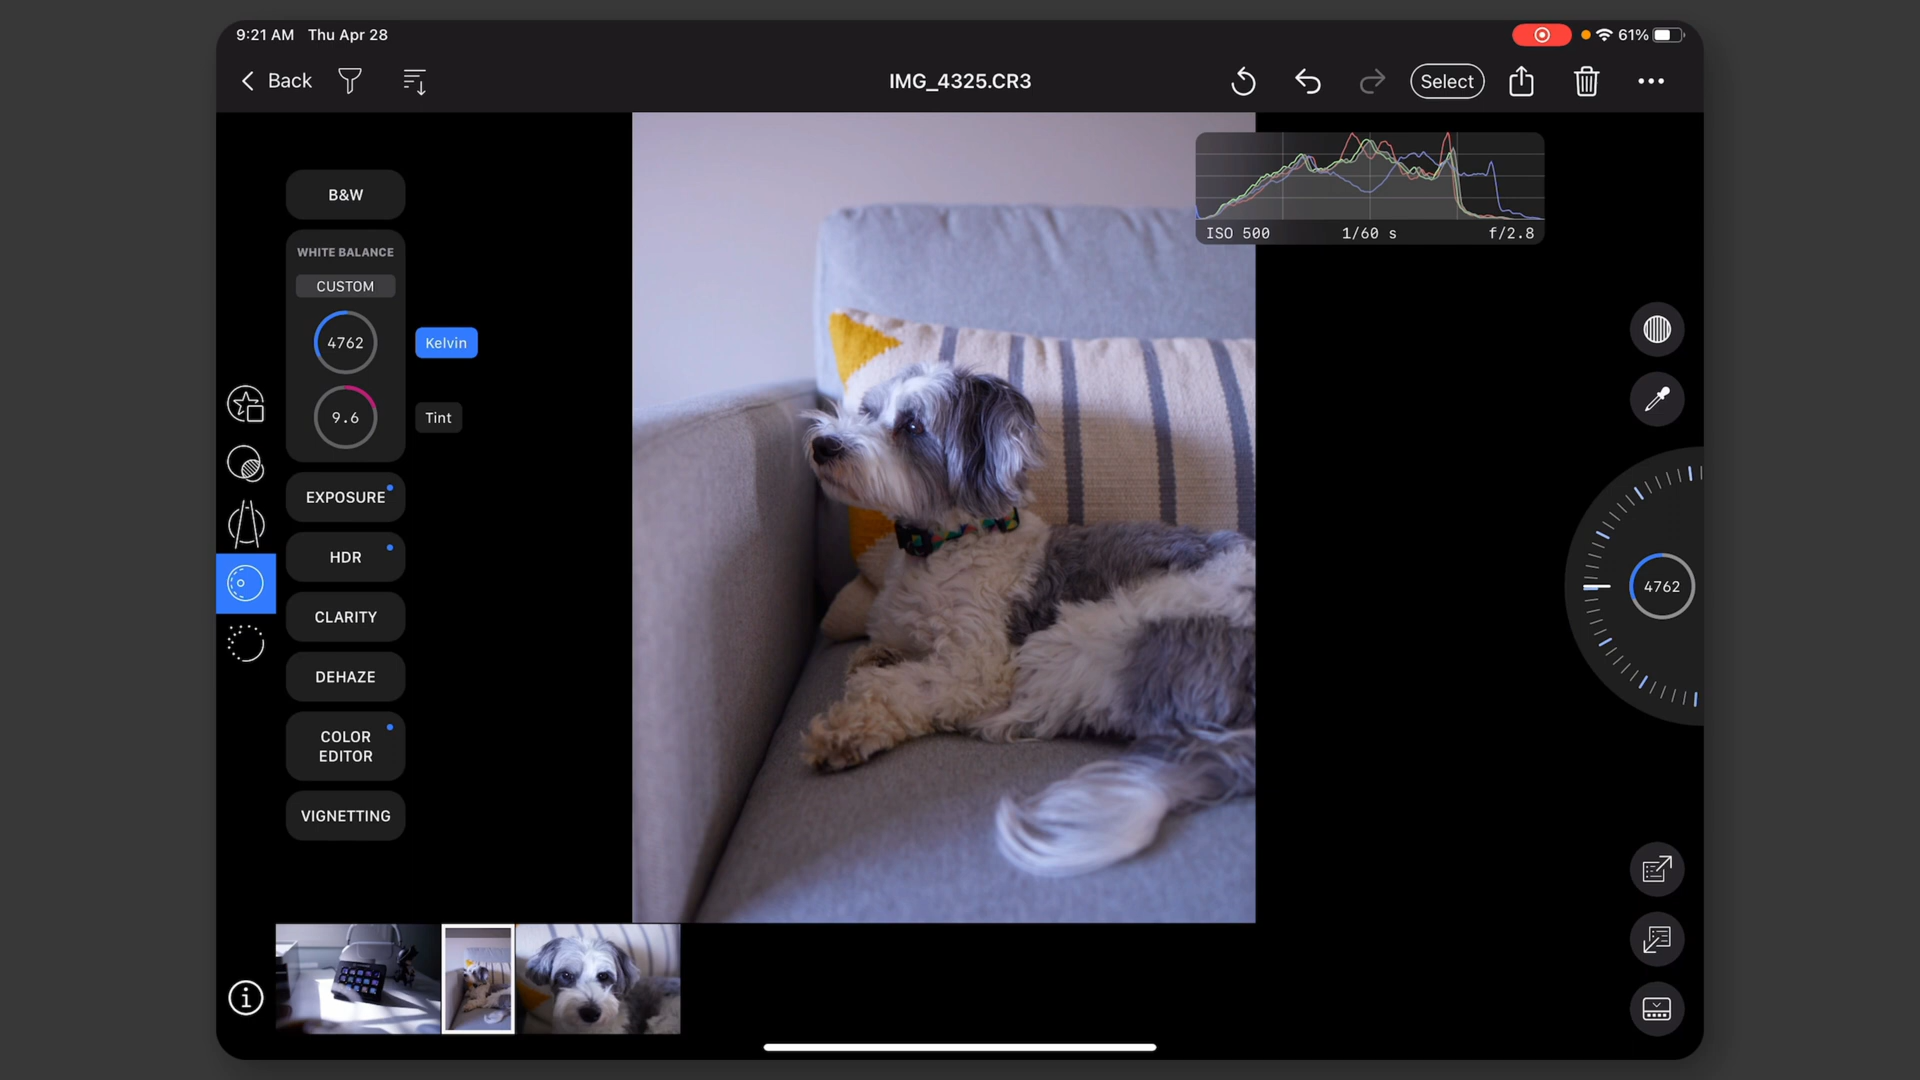 9:21 AM Thu Apr 28
61%
Back
IMG_4325.CR3
Select
B&W
WHITE BALANCE
CUSTOM
4762
Kelvin
9.6
Tint
EXPOSURE
HDR
CLARITY
DEHAZE
COLOR
EDITOR
VIGNETTING
ISO 500 1/60 s f/2.8
4762